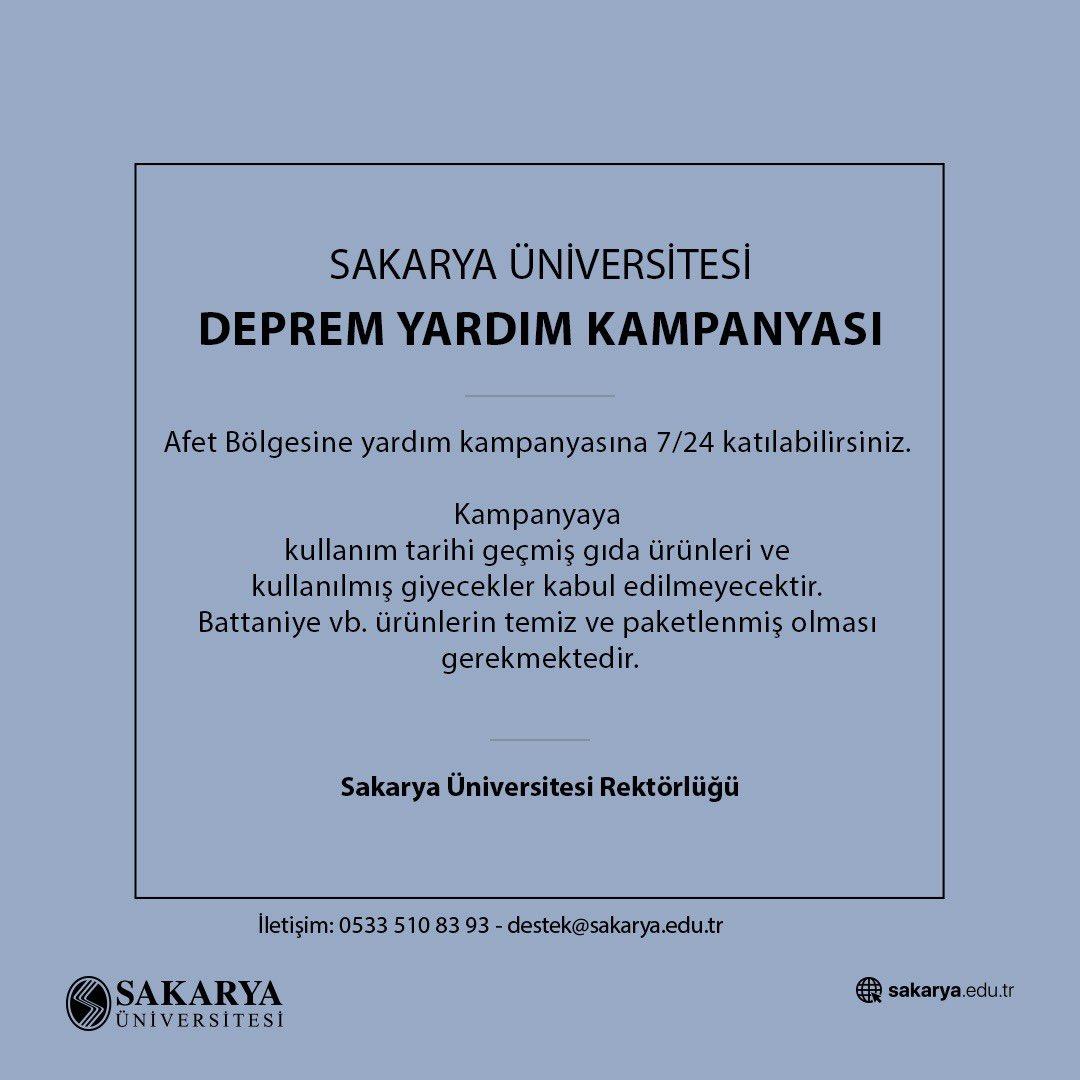 SAKARYA ÜNİVERSİTESİ
DEPREM YARDIM KAMPANYASI
Afet Bölgesine yardım kampanyasına 7/24 katılabilirsiniz.
Kampanyaya
kullanım tarihi geçmiş gıda ürünleri ve
kullanılmış giyecekler kabul edilmeyecektir.
Battaniye vb. ürünlerin temiz ve paketlenmiş olması
gerekmektedir.
Sakarya Üniversitesi Rektörlüğü
İletişim: 0533 510 83 93 - destek@sakarya.edu.tr
SAKARYA
ÜNİVERSİTESİ
sakarya.edu.tr